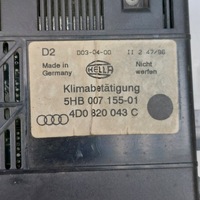 D2 003-04-00 II 2 47/96
Made in Germany
HELLA
Nicht werfen
Klimabetätigung
5HB 007 155-01
4D0 820 043 C